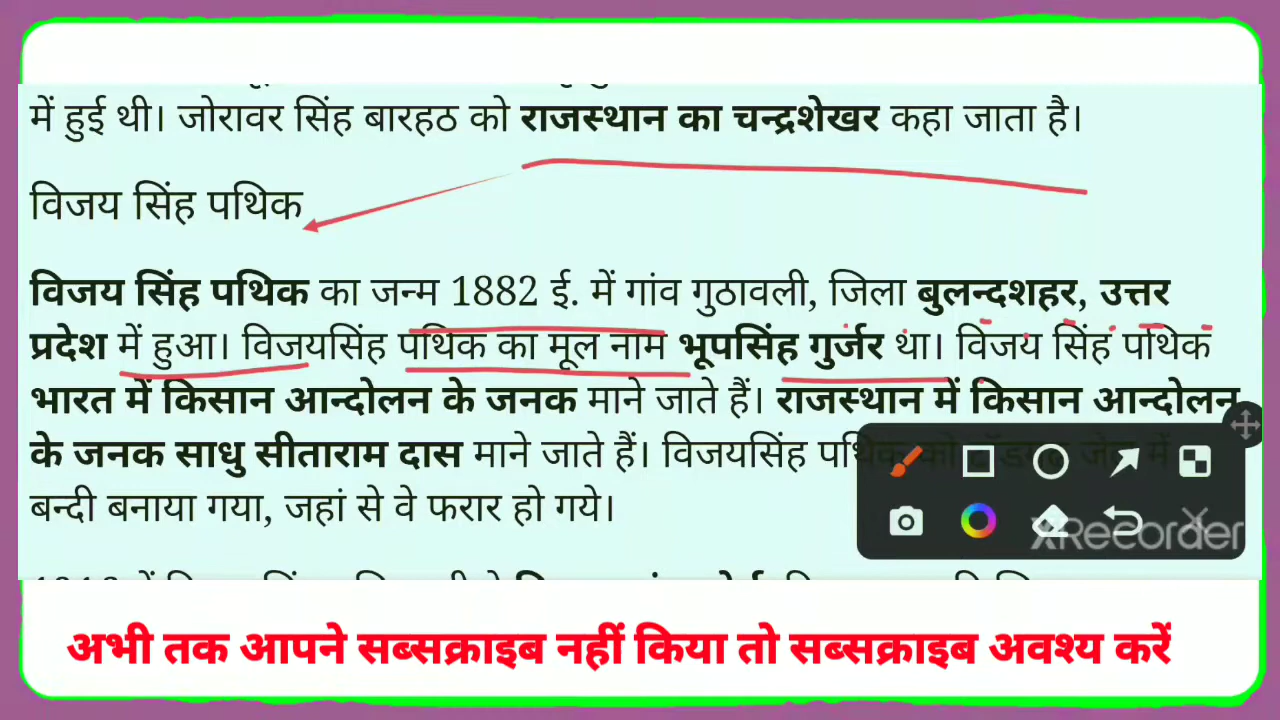 में हुई थी। जोरावर सिंह बारहठ को राजस्थान का चन्द्रशेखर कहा जाता है।
विजय सिंह पथिक
विजय सिंह पथिक का जन्म 1882 ई. में गांव गुठावली, जिला बुलन्दशहर, उत्तर
प्रदेश में हुआ। विजयसिंह पथिक का मूल नाम भूपसिंह गुर्जर था। विजय सिंह पथिक
भारत में किसान आन्दोलन के जनक माने जाते हैं। राजस्थान में किसान आन्दोलन
के जनक साधु सीताराम दास माने जाते हैं। विजयसिंह पथिक को टॉडगढ़ जेल में
बन्दी बनाया गया, जहां से वे फरार हो गये।
XRecorder
अभी तक आपने सब्सक्राइब नहीं किया तो सब्सक्राइब अवश्य करें